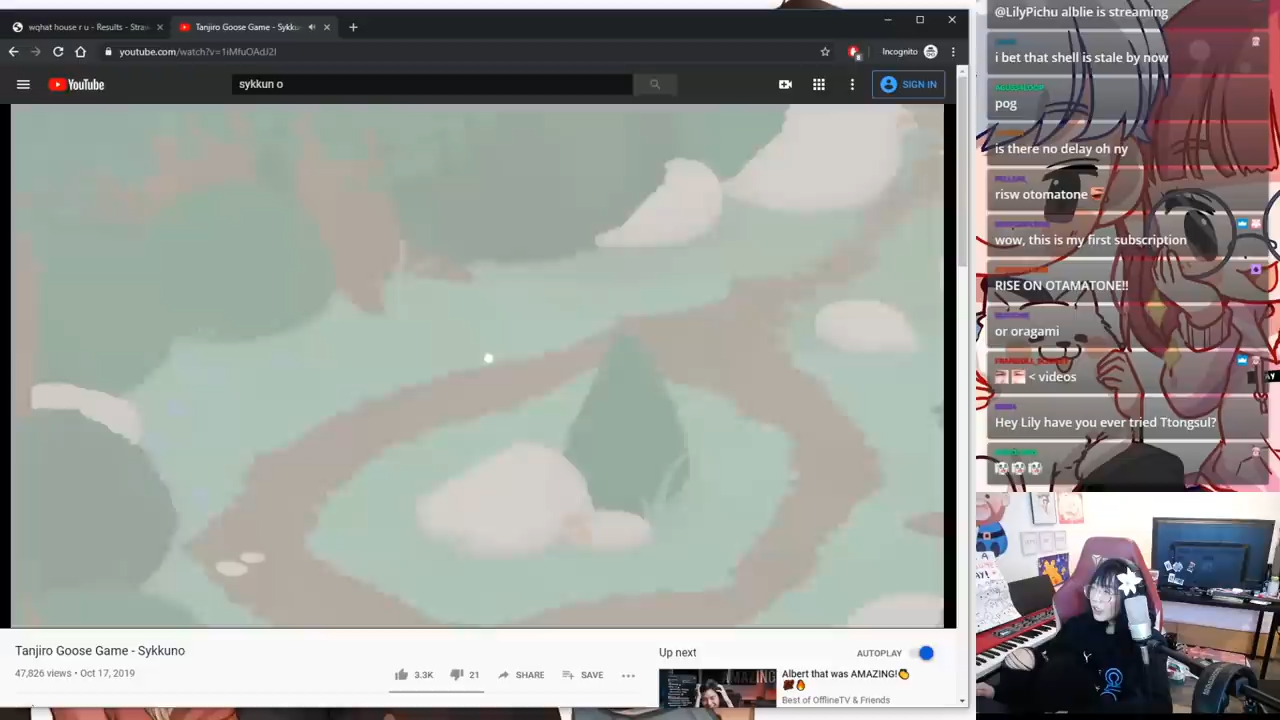 wqhat house r u - Results - Straw
Tanjiro Goose Game - Sykkun
youtube.com/watch?v=1iMfuOAdJ2I
Incognito
YouTube
sykkun o
SIGN IN
Tanjiro Goose Game - Sykkuno
47,826 views • Oct 17, 2019
3.3K
21
SHARE
SAVE
Up next
AUTOPLAY
Albert that was AMAZING!
Best of OfflineTV & Friends
@LilyPichu alblie is streaming
i bet that shell is stale by now
pog
is there no delay oh ny
risw otomatone
wow, this is my first subscription
RISE ON OTAMATONE!!
or oragami
< videos
Hey Lily have you ever tried Ttongsul?